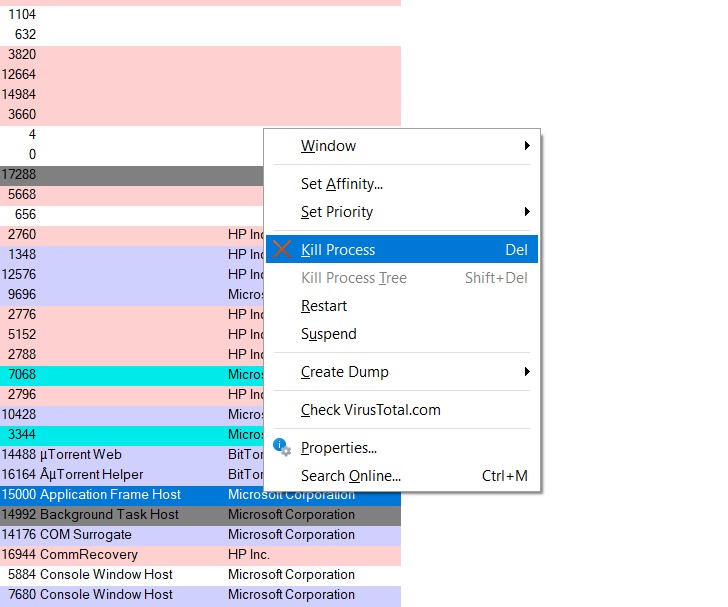 1104
632
3820
12664
14984
3660
4
0
17288
5668
656
2760 HP Inc
1348 HP Inc
12576 HP Inc
9696 Micros
2776 HP Inc
5152 HP Inc
2788 HP Inc
7068 Micros
2796 HP Inc
10428 Micros
3344 Micros
14488 µTorrent Web BitTor
16164 ÂµTorrent Helper BitTor
15000 Application Frame Host Microsoft Corporation
14992 Background Task Host Microsoft Corporation
14176 COM Surrogate Microsoft Corporation
16944 CommRecovery HP Inc.
5884 Console Window Host Microsoft Corporation
7680 Console Window Host Microsoft Corporation
Window
Set Affinity...
Set Priority
Kill Process Del
Kill Process Tree Shift+Del
Restart
Suspend
Create Dump
Check VirusTotal.com
Properties...
Search Online... Ctrl+M